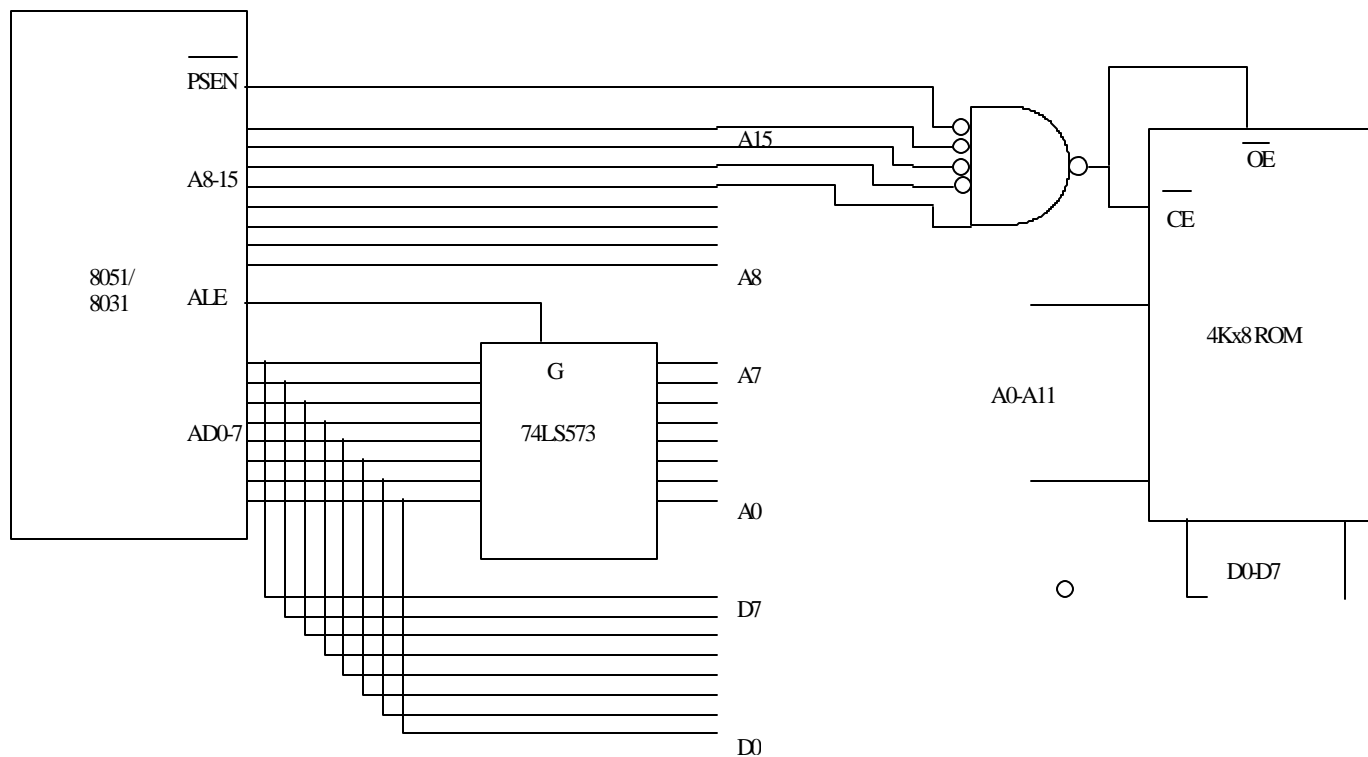 PSEN
A15
OE
A8-15
CE
8051/
8031
A8
ALE
4Kx8 ROM
G
A7
A0-A11
AD0-7
74LS573
A0
D0-D7
D7
D0